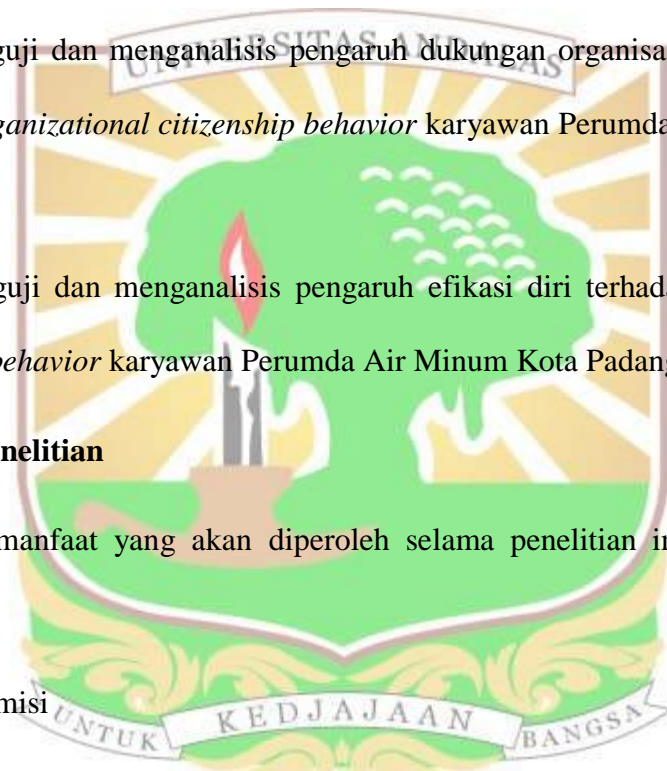 UNIVERSITAS ANDALAS
guji dan menganalisis pengaruh dukungan organisa
ganizational citizenship behavior karyawan Perumda
guji dan menganalisis pengaruh efikasi diri terhada
behavior karyawan Perumda Air Minum Kota Padang
nelitian
manfaat yang akan diperoleh selama penelitian in
misi
UNTUK KEDJAJAAN BANGSA